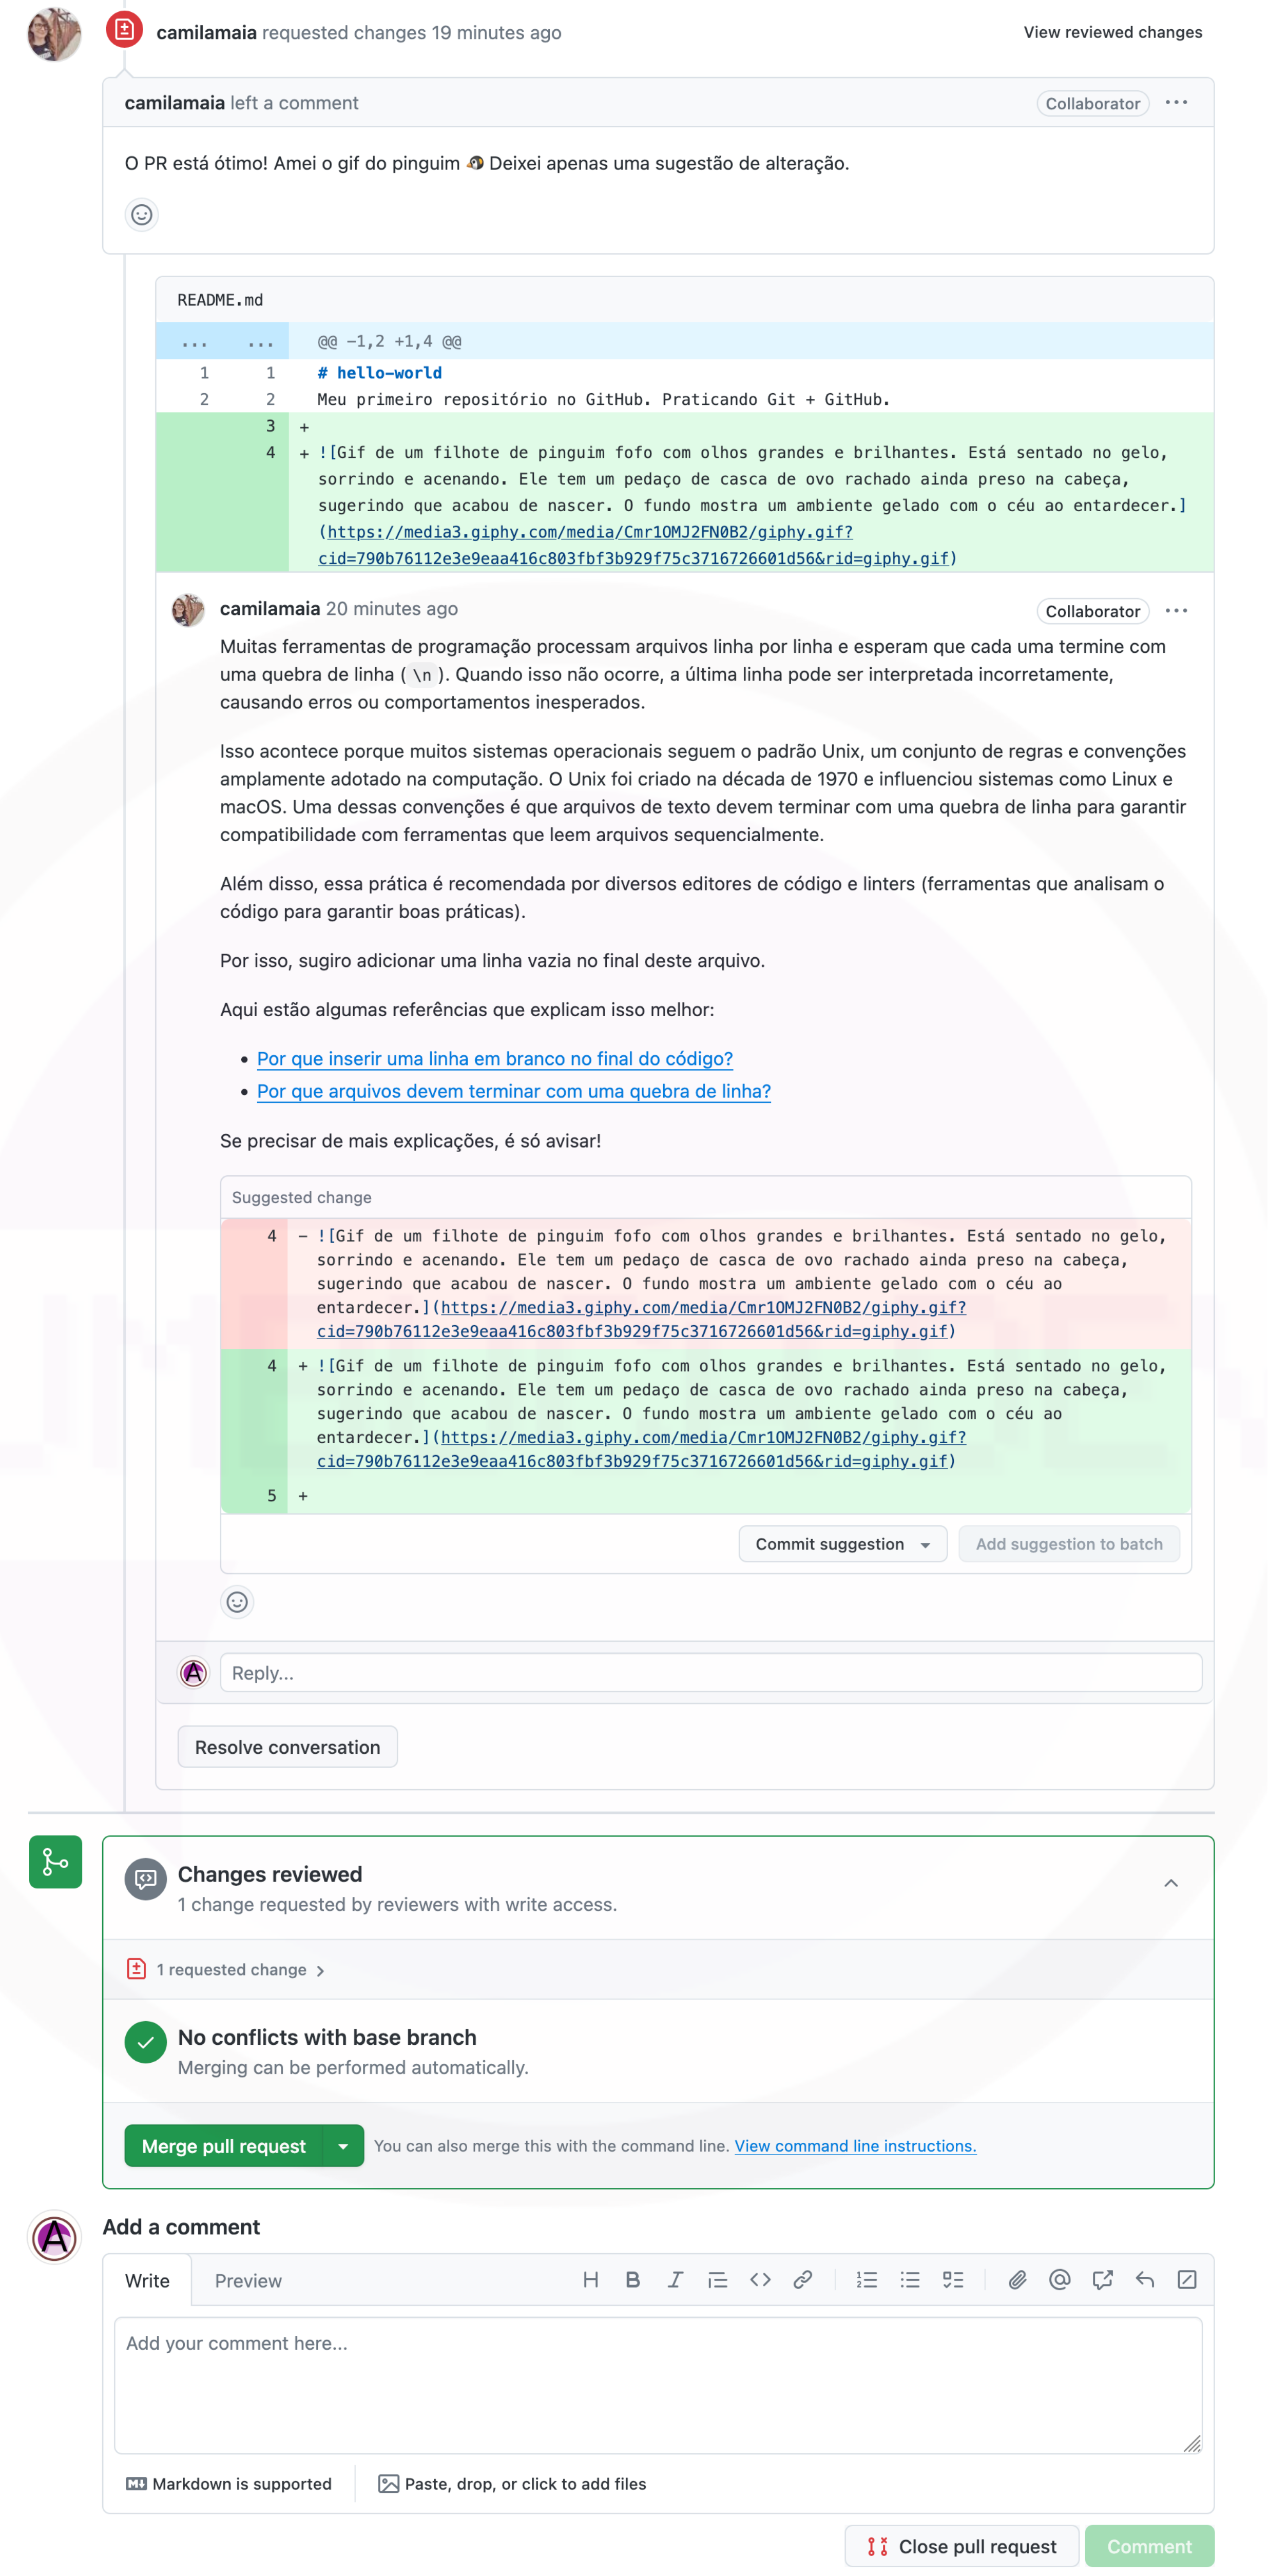 camilamaia requested changes 19 minutes ago
View reviewed changes
camilamaia left a comment
Collaborator
O PR está ótimo! Amei o gif do pinguim 🐧 Deixei apenas uma sugestão de alteração.
README.md
... ... @@ -1,2 +1,4 @@
1 1 # hello-world
2 2 Meu primeiro repositório no GitHub. Praticando Git + GitHub.
3 +
4 + ![Gif de um filhote de pinguim fofo com olhos grandes e brilhantes. Está sentado no gelo,
sorrindo e acenando. Ele tem um pedaço de casca de ovo rachado ainda preso na cabeça,
sugerindo que acabou de nascer. O fundo mostra um ambiente gelado com o céu ao entardecer.]
(https://media3.giphy.com/media/Cmr1OMJ2FN0B2/giphy.gif?
cid=790b76112e3e9eaa416c803fbf3b929f75c3716726601d56&rid=giphy.gif)
camilamaia 20 minutes ago
Collaborator
Muitas ferramentas de programação processam arquivos linha por linha e esperam que cada uma termine com
uma quebra de linha ( \n ). Quando isso não ocorre, a última linha pode ser interpretada incorretamente,
causando erros ou comportamentos inesperados.
Isso acontece porque muitos sistemas operacionais seguem o padrão Unix, um conjunto de regras e convenções
amplamente adotado na computação. O Unix foi criado na década de 1970 e influenciou sistemas como Linux e
macOS. Uma dessas convenções é que arquivos de texto devem terminar com uma quebra de linha para garantir
compatibilidade com ferramentas que leem arquivos sequencialmente.
Além disso, essa prática é recomendada por diversos editores de código e linters (ferramentas que analisam o
código para garantir boas práticas).
Por isso, sugiro adicionar uma linha vazia no final deste arquivo.
Aqui estão algumas referências que explicam isso melhor:
• Por que inserir uma linha em branco no final do código?
• Por que arquivos devem terminar com uma quebra de linha?
Se precisar de mais explicações, é só avisar!
Suggested change
4 - ![Gif de um filhote de pinguim fofo com olhos grandes e brilhantes. Está sentado no gelo,
sorrindo e acenando. Ele tem um pedaço de casca de ovo rachado ainda preso na cabeça,
sugerindo que acabou de nascer. O fundo mostra um ambiente gelado com o céu ao
entardecer.](https://media3.giphy.com/media/Cmr1OMJ2FN0B2/giphy.gif?
cid=790b76112e3e9eaa416c803fbf3b929f75c3716726601d56&rid=giphy.gif)
4 + ![Gif de um filhote de pinguim fofo com olhos grandes e brilhantes. Está sentado no gelo,
sorrindo e acenando. Ele tem um pedaço de casca de ovo rachado ainda preso na cabeça,
sugerindo que acabou de nascer. O fundo mostra um ambiente gelado com o céu ao
entardecer.](https://media3.giphy.com/media/Cmr1OMJ2FN0B2/giphy.gif?
cid=790b76112e3e9eaa416c803fbf3b929f75c3716726601d56&rid=giphy.gif)
5 +
Commit suggestion
Add suggestion to batch
A
Reply...
Resolve conversation
Changes reviewed
1 change requested by reviewers with write access.
1 requested change
No conflicts with base branch
Merging can be performed automatically.
Merge pull request
You can also merge this with the command line. View command line instructions.
A
Add a comment
Write
Preview
Add your comment here...
Markdown is supported
Paste, drop, or click to add files
Close pull request
Comment